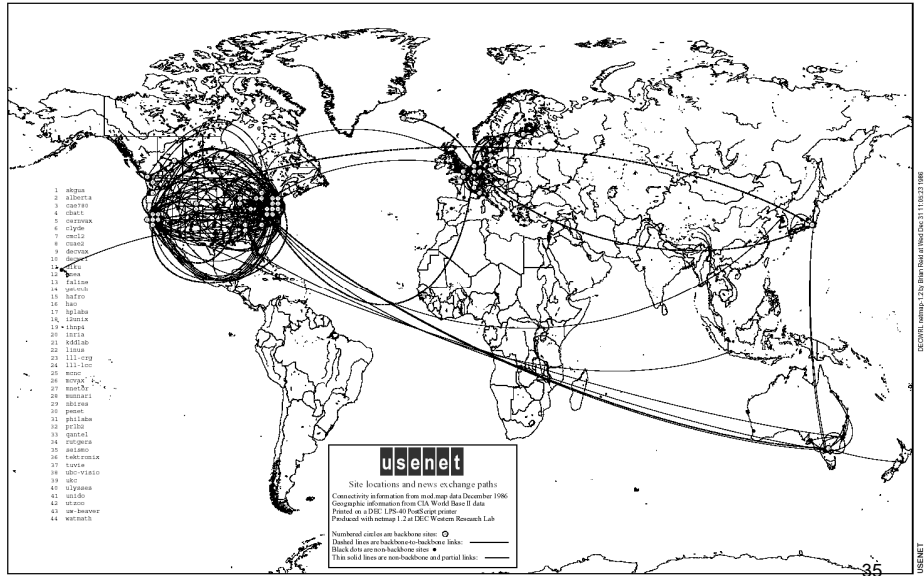 1 akgua
2 alberta
3 cae780
4 cbatt
5 cernvax
6 clyde
7 cmcl2
8 cuae2
9 decvax
10 decwrl
11
12
13 faline
14 gatech
15 hafro
16 hao
17 hplabs
18 i2unix
19 ihnp4
20 inria
21 kddlab
22 linus
23 lll-crg
24 lll-lcc
25 mcnc
26 mcvax
27 mnetor
28 munnari
29 nbires
30 penet
31 philabs
32 prlb2
33 qantel
34 rutgers
35 seismo
36 tektronix
37 tuvie
38 ubc-vision
39 ukc
40 ulysses
41 unido
42 utzoo
43 uw-beaver
44 watmath
usenet
Site locations and news exchange paths
Connectivity information from mod.map data December 1986
Geographic information from CIA World Base II data
Printed on a DEC LPS-40 PostScript printer
Produced with netmap 1.2 at DEC Western Research Lab
Numbered circles are backbone sites:
Dashed lines are backbone-to-backbone links:
Black dots are non-backbone sites
Thin solid lines are non-backbone and partial links:
DECWRL netmap-1.2 by Brian Reid at Wed Dec 31 11:05:23 1986
USENET
35